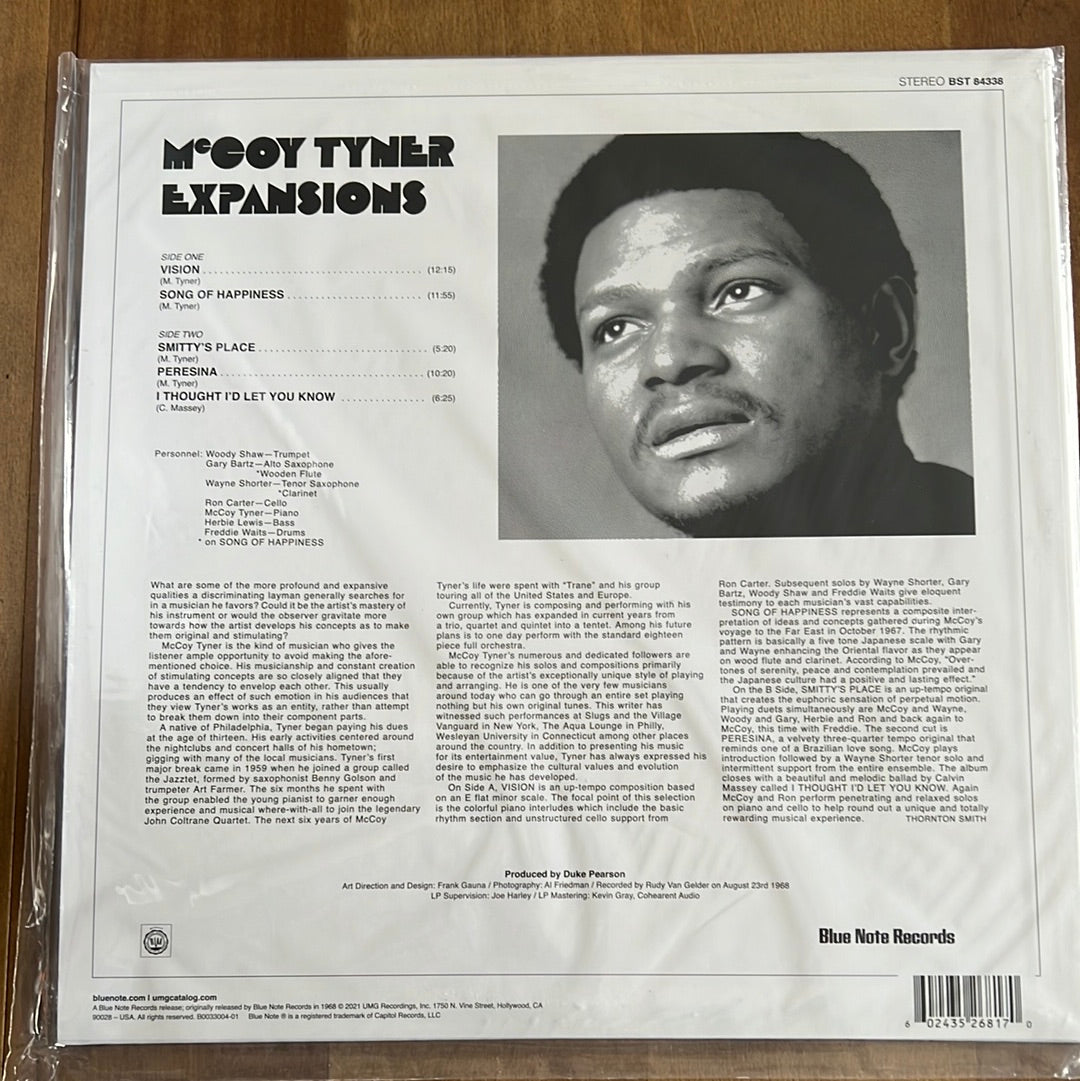 STEREO BST 84338
McCOY TYNER
EXPANSIONS
SIDE ONE
VISION (12:15)
(M. Tyner)
SONG OF HAPPINESS (11:55)
(M. Tyner)
SIDE TWO
SMITTY'S PLACE (5:20)
(M. Tyner)
PERESINA (10:20)
(M. Tyner)
I THOUGHT I'D LET YOU KNOW (6:25)
(C. Massey)
Personnel: Woody Shaw—Trumpet
Gary Bartz—Alto Saxophone
*Wooden Flute
Wayne Shorter—Tenor Saxophone
*Clarinet
Ron Carter—Cello
McCoy Tyner—Piano
Herbie Lewis—Bass
Freddie Waits—Drums
* on SONG OF HAPPINESS
What are some of the more profound and expansive
qualities a discriminating layman generally searches for
in a musician he favors? Could it be the artist's mastery of
his instrument or would the observer gravitate more
towards how the artist develops his concepts as to make
them original and stimulating?
McCoy Tyner is the kind of musician who gives the
listener ample opportunity to avoid making the afore-
mentioned choice. His musicianship and constant creation
of stimulating concepts are so closely aligned that they
have a tendency to envelop each other. This usually
produces an effect of such emotion in his audiences that
they view Tyner's works as an entity, rather than attempt
to break them down into their component parts.
A native of Philadelphia, Tyner began paying his dues
at the age of thirteen. His early activities centered around
the nightclubs and concert halls of his hometown;
gigging with many of the local musicians. Tyner's first
major break came in 1959 when he joined a group called
the Jazztet, formed by saxophonist Benny Golson and
trumpeter Art Farmer. The six months he spent with
the group enabled the young pianist to garner enough
experience and musical where-with-all to join the legendary
John Coltrane Quartet. The next six years of McCoy
Tyner's life were spent with "Trane" and his group
touring all of the United States and Europe.
Currently, Tyner is composing and performing with his
own group which has expanded in current years from
a trio, quartet and quintet into a tentet. Among his future
plans is to one day perform with the standard eighteen
piece full orchestra.
McCoy Tyner's numerous and dedicated followers are
able to recognize his solos and compositions primarily
because of the artist's exceptionally unique style of playing
and arranging. He is one of the very few musicians
around today who can go through an entire set playing
nothing but his own original tunes. This writer has
witnessed such performances at Slugs and the Village
Vanguard in New York, The Aqua Lounge in Philly,
Wesleyan University in Connecticut among other places
around the country. In addition to presenting his music
for its entertainment value, Tyner has always expressed his
desire to emphasize the cultural values and evolution
of the music he has developed.
On Side A, VISION is an up-tempo composition based
on an E flat minor scale. The focal point of this selection
is the colorful piano interludes which include the basic
rhythm section and unstructured cello support from
Ron Carter. Subsequent solos by Wayne Shorter, Gary
Bartz, Woody Shaw and Freddie Waits give eloquent
testimony to each musician's vast capabilities.
SONG OF HAPPINESS represents a composite inter-
pretation of ideas and concepts gathered during McCoy's
voyage to the Far East in October 1967. The rhythmic
pattern is basically a five tone Japanese scale with Gary
and Wayne enhancing the Oriental flavor as they appear
on wood flute and clarinet. According to McCoy, "Over-
tones of serenity, peace and contemplation prevailed and
the Japanese culture had a positive and lasting effect."
On the B Side, SMITTY'S PLACE is an up-tempo original
that creates the euphoric sensation of perpetual motion.
Playing duets simultaneously are McCoy and Wayne,
Woody and Gary, Herbie and Ron and back again to
McCoy, this time with Freddie. The second cut is
PERESINA, a velvety three-quarter tempo original that
reminds one of a Brazilian love song. McCoy plays
introduction followed by a Wayne Shorter tenor solo and
intermittent support from the entire ensemble. The album
closes with a beautiful and melodic ballad by Calvin
Massey called I THOUGHT I'D LET YOU KNOW. Again
McCoy and Ron perform penetrating and relaxed solos
on piano and cello to help round out a unique and totally
rewarding musical experience. THORNTON SMITH
Produced by Duke Pearson
Art Direction and Design: Frank Gauna / Photography: Al Friedman / Recorded by Rudy Van Gelder on August 23rd 1968
LP Supervision: Joe Harley / LP Mastering: Kevin Gray, Cohearent Audio
Blue Note Records
bluenote.com | umgcatalog.com
A Blue Note Records release; originally released by Blue Note Records in 1968 © 2021 UMG Recordings, Inc. 1750 N. Vine Street, Hollywood, CA
90028 – USA. All rights reserved. B0033004-01 Blue Note ® is a registered trademark of Capitol Records, LLC
6 02435 26817 0